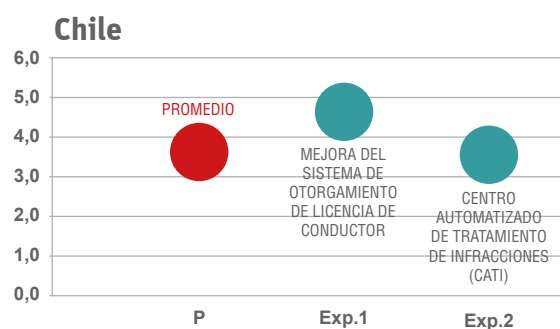 Chile
6,0
5,0
4,0
3,0
2,0
1,0
0,0
PROMEDIO
MEJORA DEL
SISTEMA DE
OTORGAMIENTO
DE LICENCIA DE
CONDUCTOR
CENTRO
AUTOMATIZADO
DE TRATAMIENTO
DE INFRACCIONES
(CATI)
P
Exp.1
Exp.2